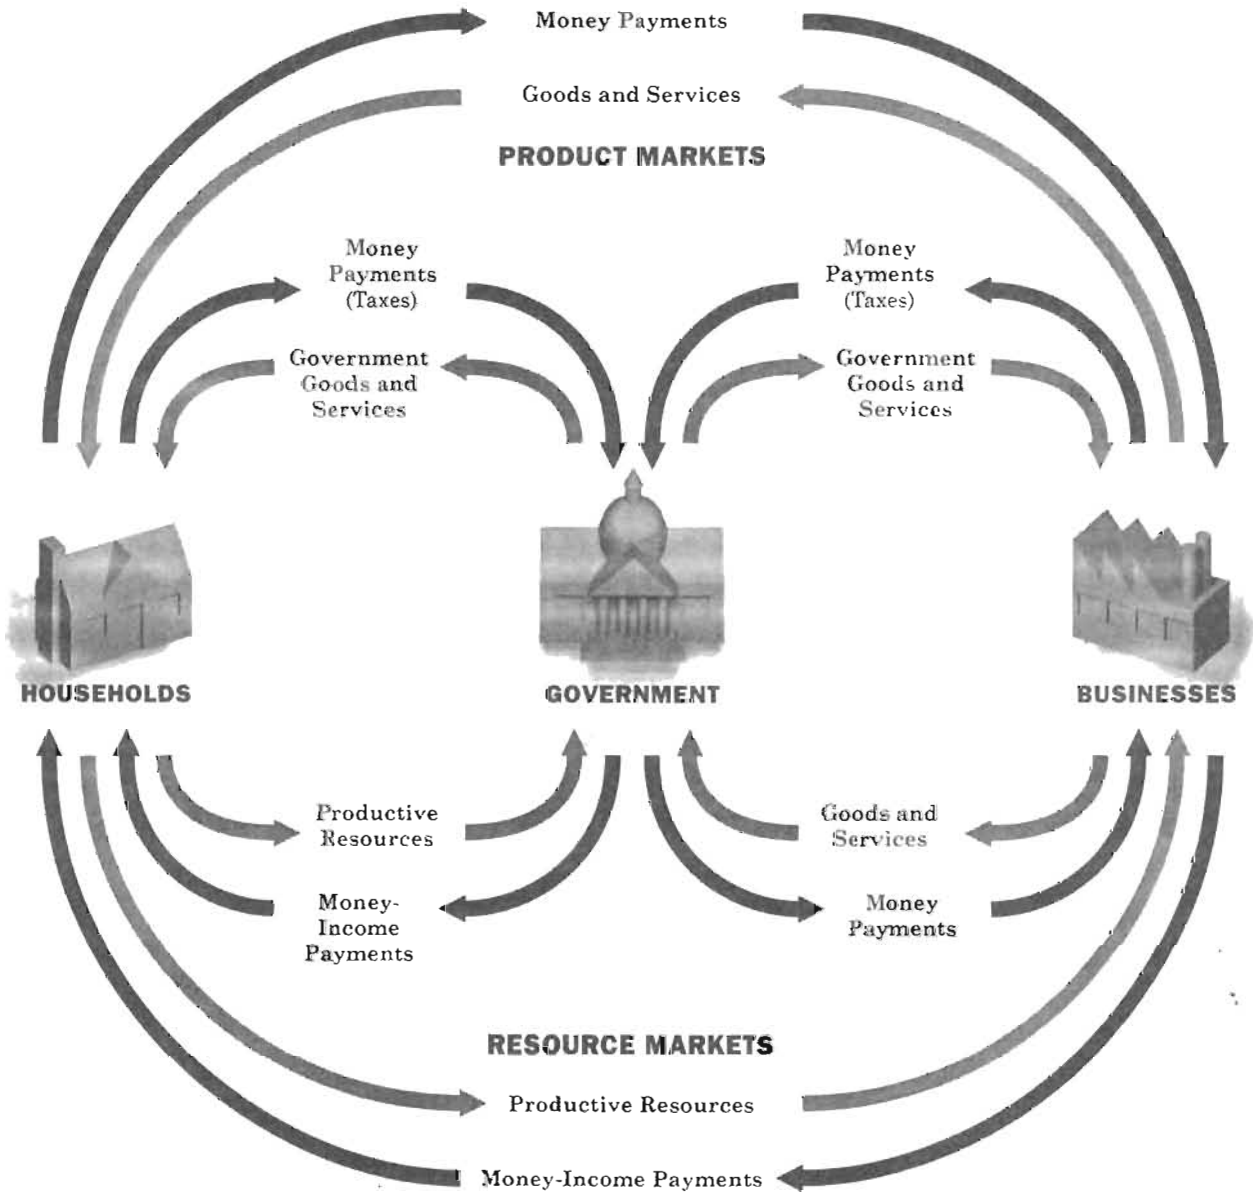 Money Payments
Goods and Services
PRODUCT MARKETS
Money
Payments
(Taxes)
Money
Payments
(Taxes)
Government
Goods and
Services
Government
Goods and
Services
HOUSEHOLDS
GOVERNMENT
BUSINESSES
Productive
Resources
Goods and
Services
Money-
Income
Payments
Money
Payments
RESOURCE MARKETS
Productive Resources
Money-Income Payments